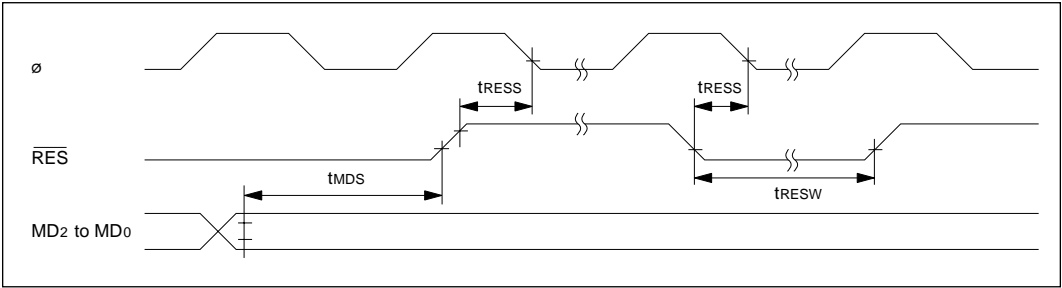 ø
tRESS tRESS
RES
tMDS
tRESW
MD2 to MD0